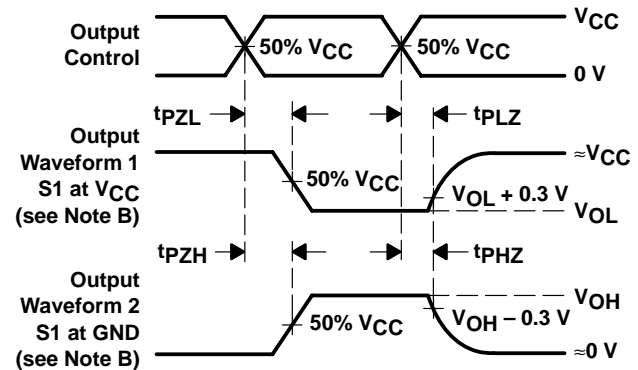 Output
Control
50% VCC
50% VCC
VCC
0 V
tPZL
tPLZ
Output
Waveform 1
S1 at VCC
(see Note B)
50% VCC
≈VCC
VOL + 0.3 V
VOL
tPZH
tPHZ
Output
Waveform 2
S1 at GND
(see Note B)
50% VCC
VOH
VOH – 0.3 V
≈0 V